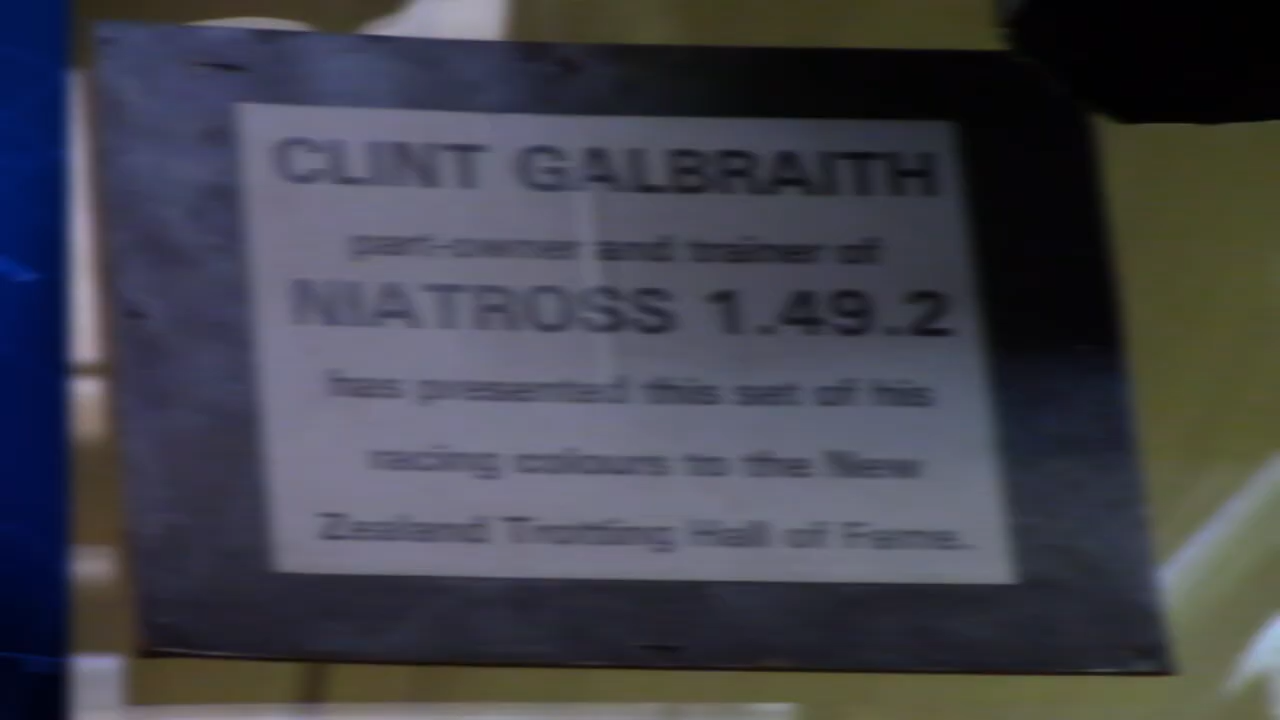 CLINT GALBRAITH
part-owner and trainer of
NIATROSS 1.49.2
has presented this set of his
racing colours to the New
Zealand Trotting Hall of Fame.